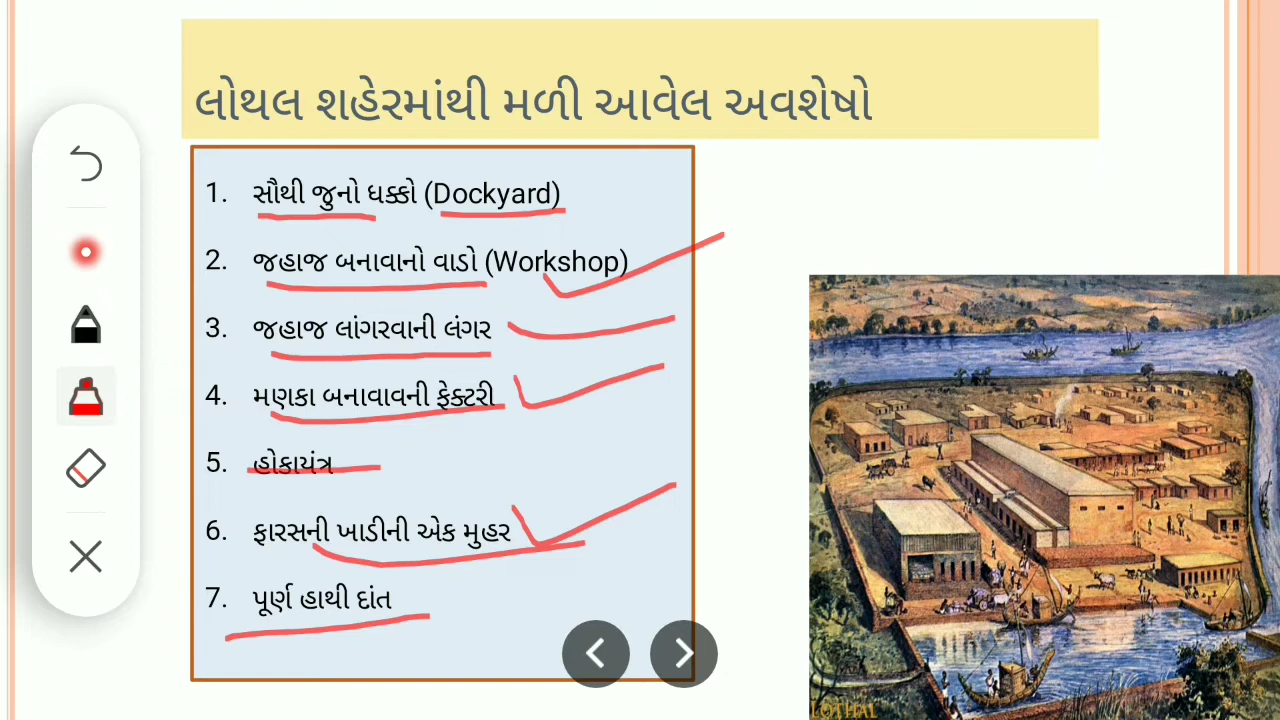 લોથલ શહેરમાંથી મળી આવેલ અવશેષો
1. સૌથી જુનો ધક્કો (Dockyard)
2. જહાજ બનાવાનો વાડો (Workshop)
3. જહાજ લાંગરવાની લંગર
4. મણકા બનાવાવની ફેક્ટરી
5. હોકાયંત્ર
6. ફારસની ખાડીની એક મુહર
7. પૂર્ણ હાથી દાંત
LOTHAL